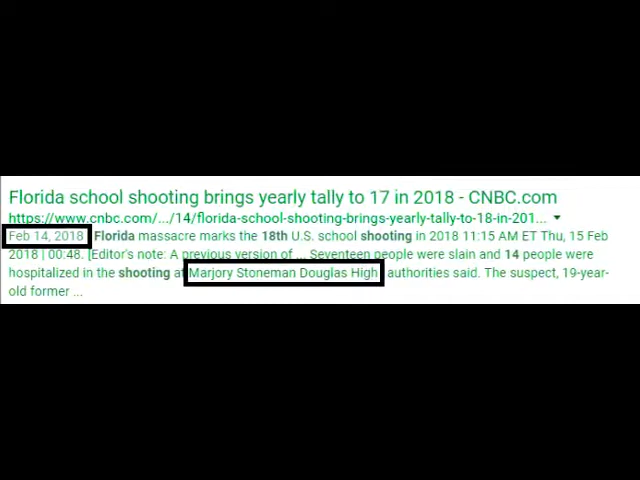 Florida school shooting brings yearly tally to 17 in 2018 - CNBC.com
https://www.cnbc.com/.../14/florida-school-shooting-brings-yearly-tally-to-18-in-201...
Feb 14, 2018 Florida massacre marks the 18th U.S. school shooting in 2018 11:15 AM ET Thu, 15 Feb
2018 | 00:48. [Editor's note: A previous version of ... Seventeen people were slain and 14 people were
hospitalized in the shooting at Marjory Stoneman Douglas High, authorities said. The suspect, 19-year-
old former ...